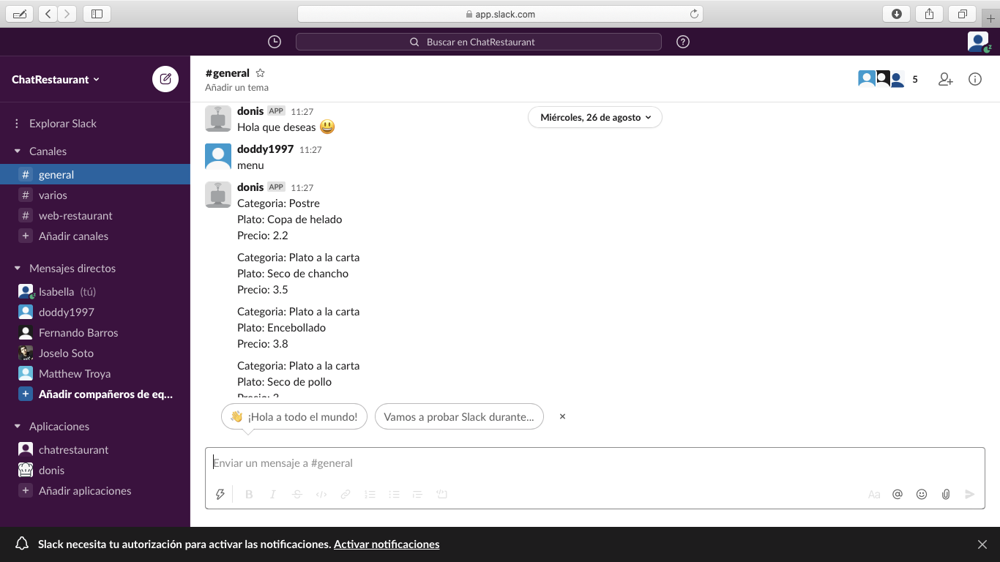 app.slack.com
Buscar en ChatRestaurant
ChatRestaurant
Explorar Slack
Canales
# general
# varios
# web-restaurant
+ Añadir canales
Mensajes directos
Isabella (tú)
doddy1997
Fernando Barros
Joselo Soto
Matthew Troya
+ Añadir compañeros de eq...
Aplicaciones
chatrestaurant
donis
+ Añadir aplicaciones
#general
Añadir un tema
5
Miércoles, 26 de agosto
donis APP 11:27
Hola que deseas 😃
doddy1997 11:27
menu
donis APP 11:27
Categoria: Postre
Plato: Copa de helado
Precio: 2.2
Categoria: Plato a la carta
Plato: Seco de chancho
Precio: 3.5
Categoria: Plato a la carta
Plato: Encebollado
Precio: 3.8
Categoria: Plato a la carta
Plato: Seco de pollo
👋 ¡Hola a todo el mundo!
Vamos a probar Slack durante...
Enviar un mensaje a #general
B I S </> Aa @
Slack necesita tu autorización para activar las notificaciones. Activar notificaciones